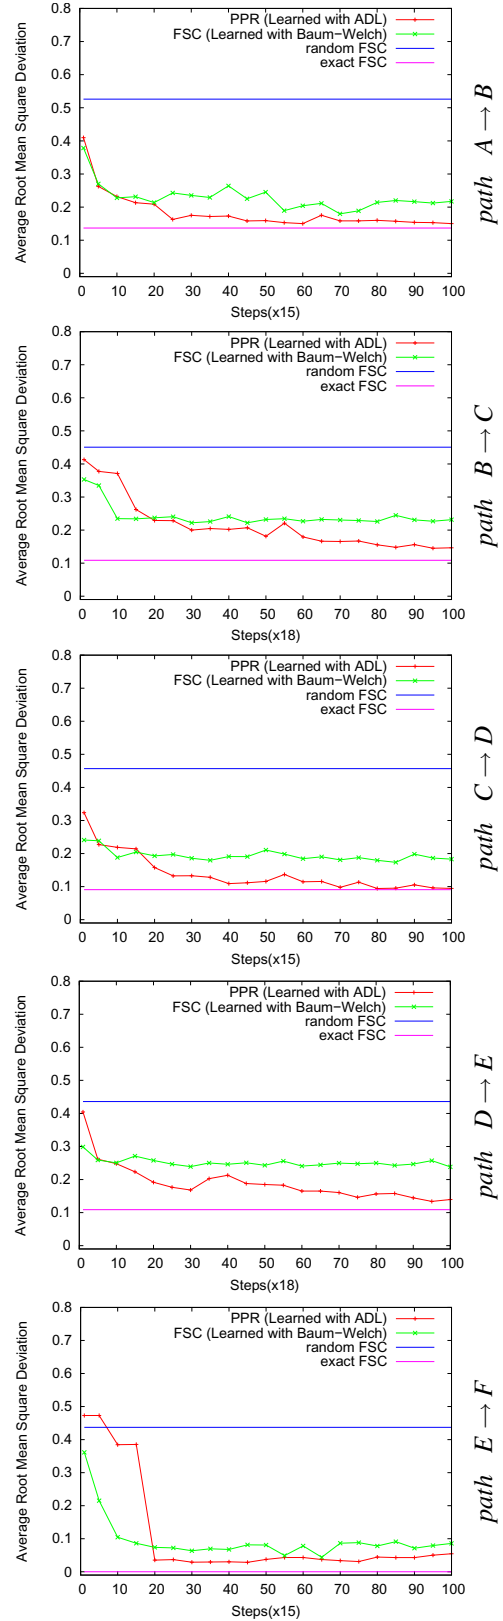 0.8
0.7
0.6
0.5
0.4
0.3
0.2
0.1
0
Average Root Mean Square Deviation
PPR (Learned with ADL)
FSC (Learned with Baum-Welch)
random FSC
exact FSC
0 10 20 30 40 50 60 70 80 90 100
Steps(x15)
path A → B
0.8
0.7
0.6
0.5
0.4
0.3
0.2
0.1
0
Average Root Mean Square Deviation
PPR (Learned with ADL)
FSC (Learned with Baum-Welch)
random FSC
exact FSC
0 10 20 30 40 50 60 70 80 90 100
Steps(x18)
path B → C
0.8
0.7
0.6
0.5
0.4
0.3
0.2
0.1
0
Average Root Mean Square Deviation
PPR (Learned with ADL)
FSC (Learned with Baum-Welch)
random FSC
exact FSC
0 10 20 30 40 50 60 70 80 90 100
Steps(x15)
path C → D
0.8
0.7
0.6
0.5
0.4
0.3
0.2
0.1
0
Average Root Mean Square Deviation
PPR (Learned with ADL)
FSC (Learned with Baum-Welch)
random FSC
exact FSC
0 10 20 30 40 50 60 70 80 90 100
Steps(x18)
path D → E
0.8
0.7
0.6
0.5
0.4
0.3
0.2
0.1
0
Average Root Mean Square Deviation
PPR (Learned with ADL)
FSC (Learned with Baum-Welch)
random FSC
exact FSC
0 10 20 30 40 50 60 70 80 90 100
Steps(x15)
path E → F